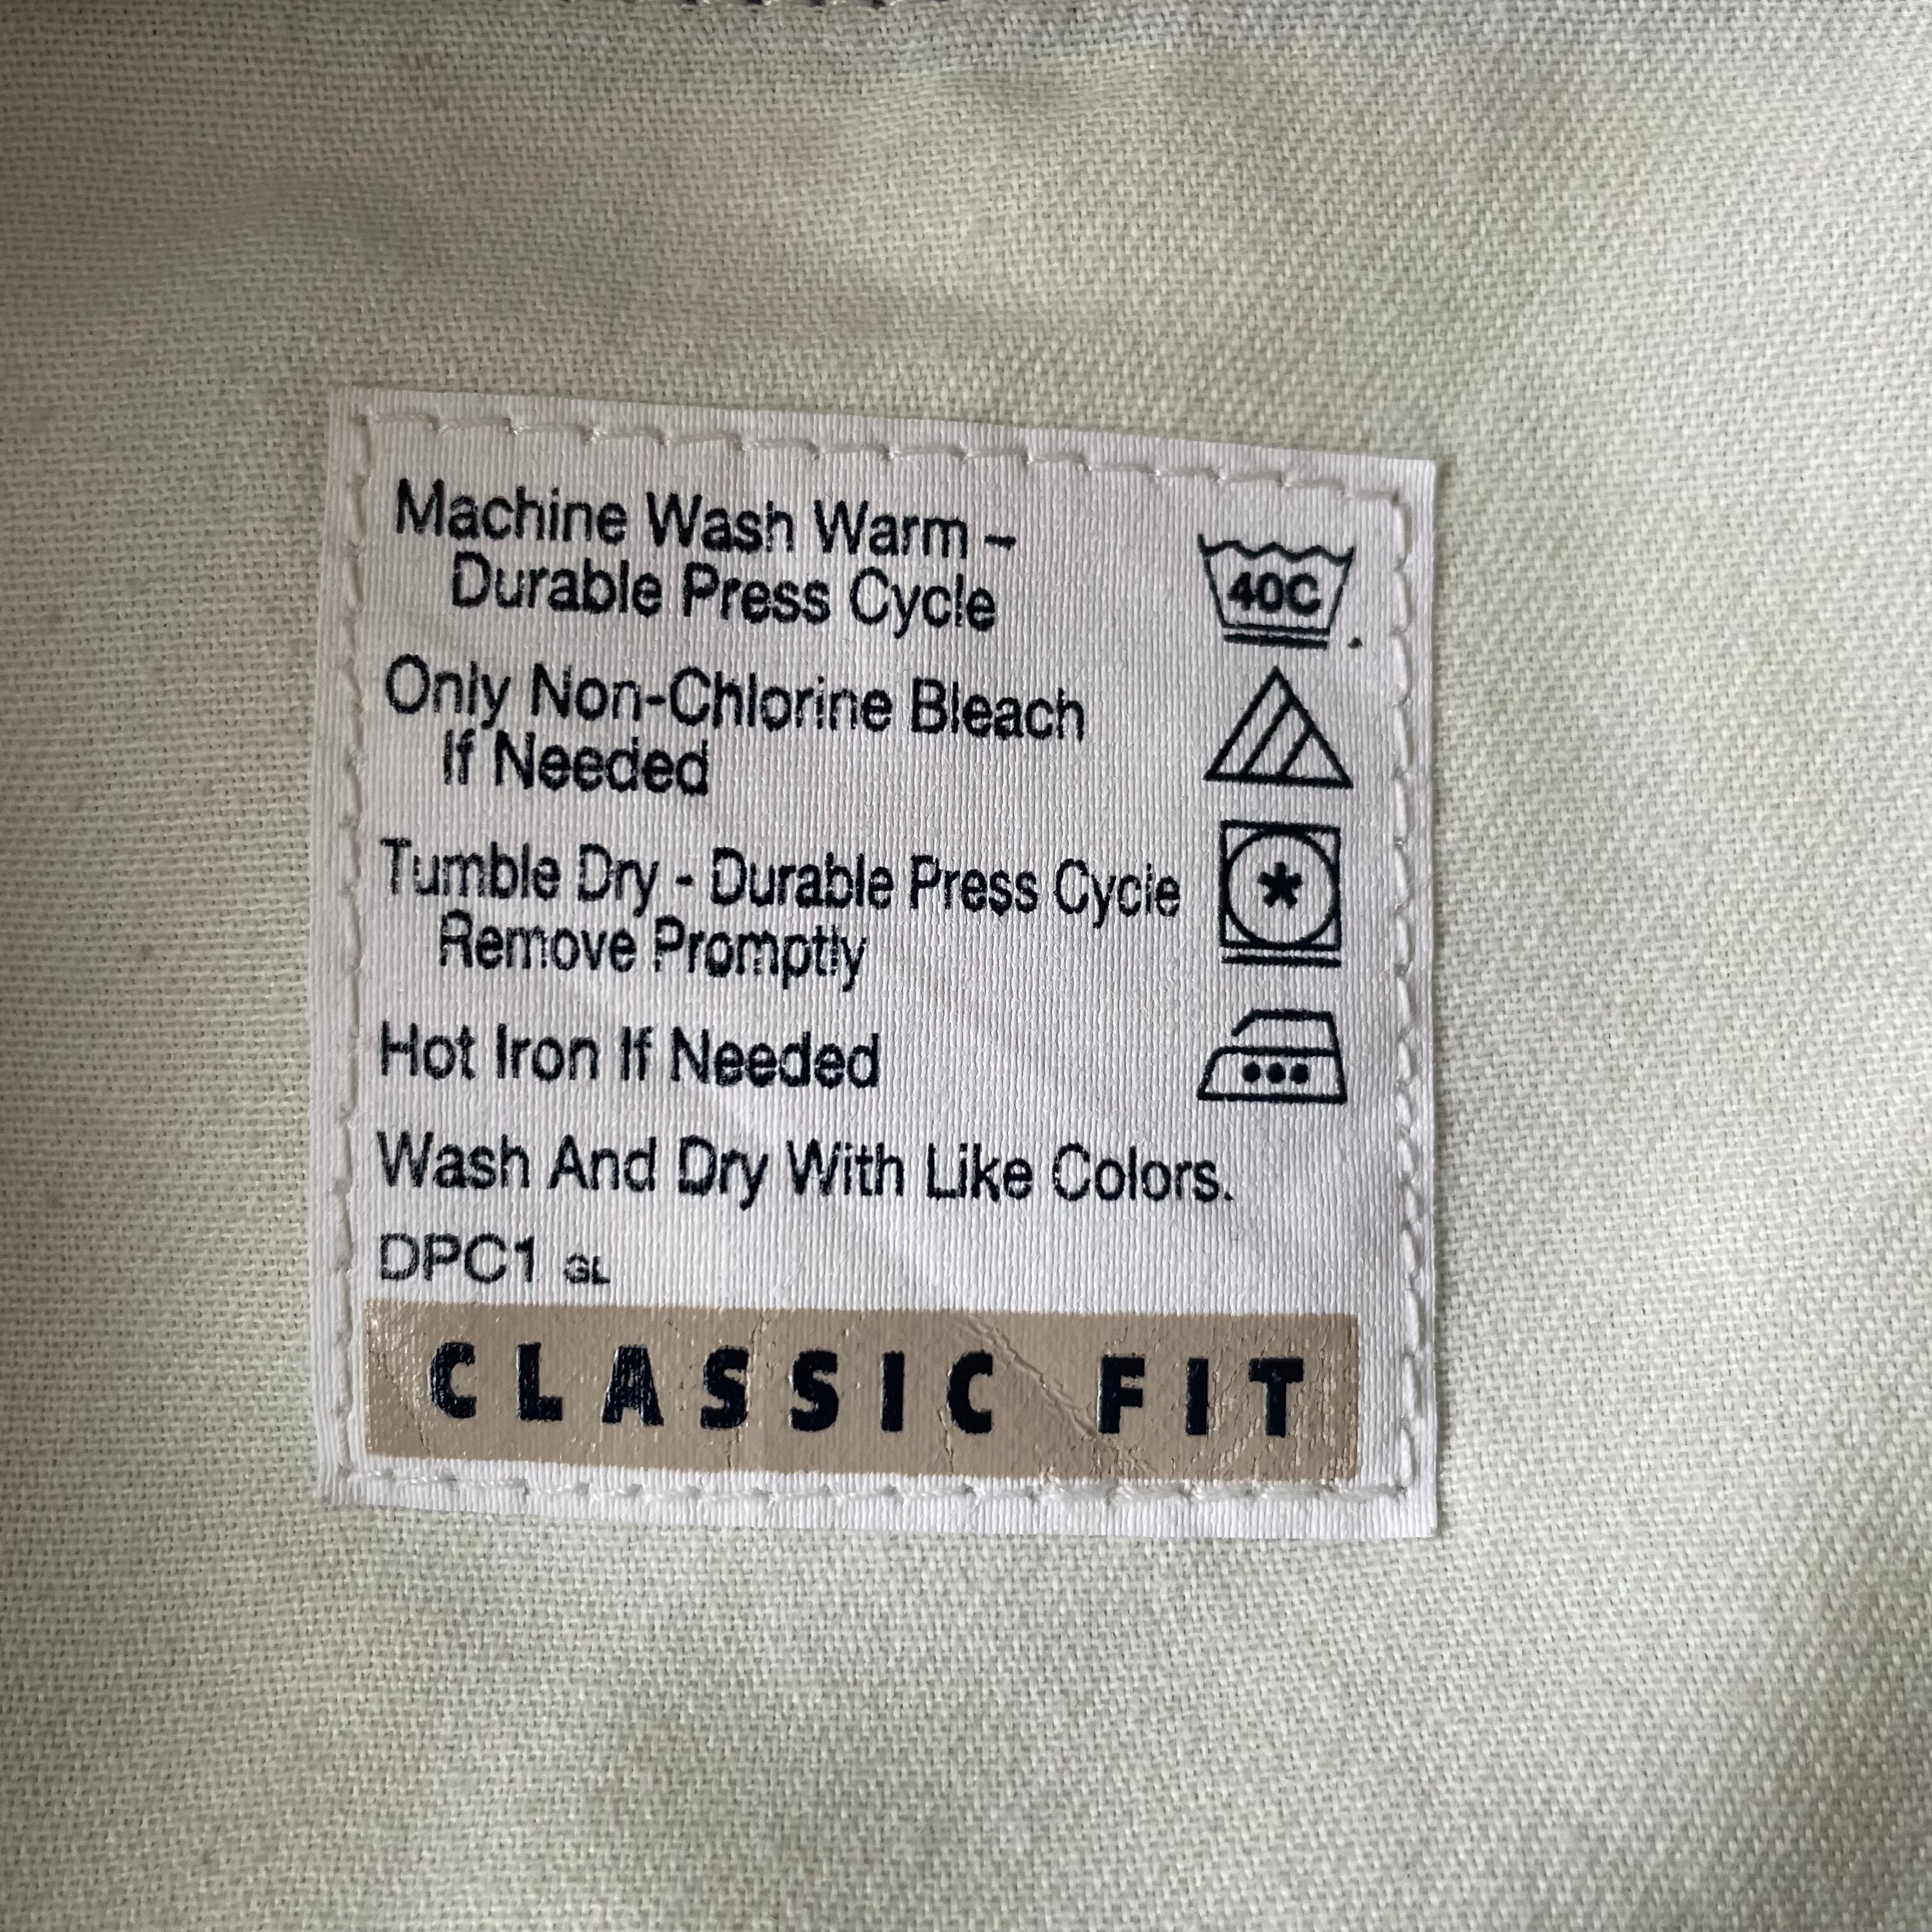 Machine Wash Warm –
Durable Press Cycle
40C
Only Non-Chlorine Bleach
If Needed
Tumble Dry - Durable Press Cycle
Remove Promptly
Hot Iron If Needed
Wash And Dry With Like Colors.
DPC1 GL
CLASSIC FIT